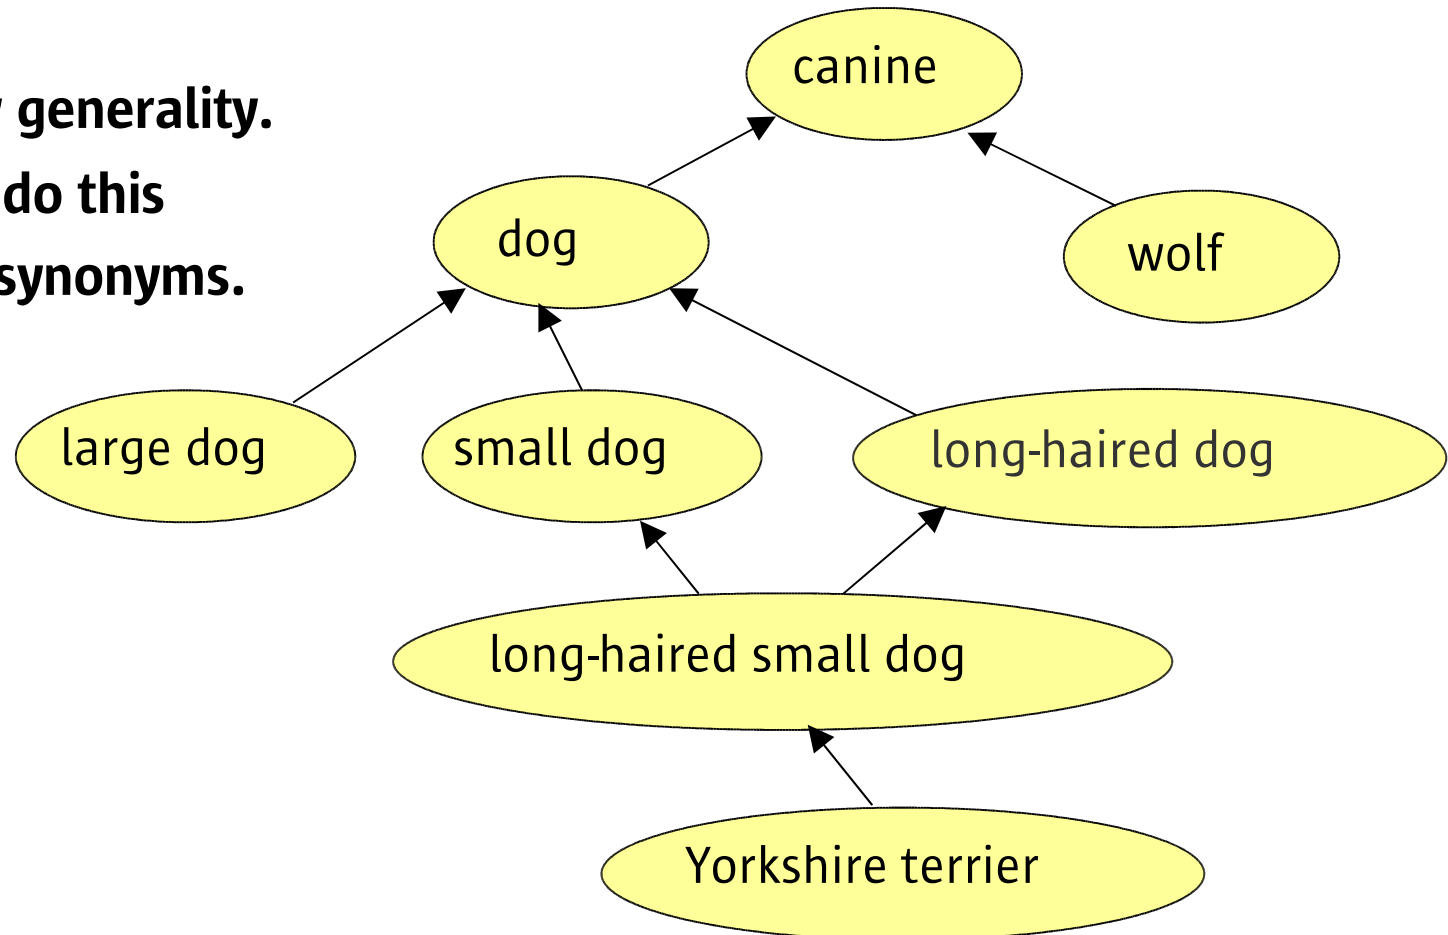 generality.
do this
synonyms.
canine
dog
wolf
large dog
small dog
long-haired dog
long-haired small dog
Yorkshire terrier